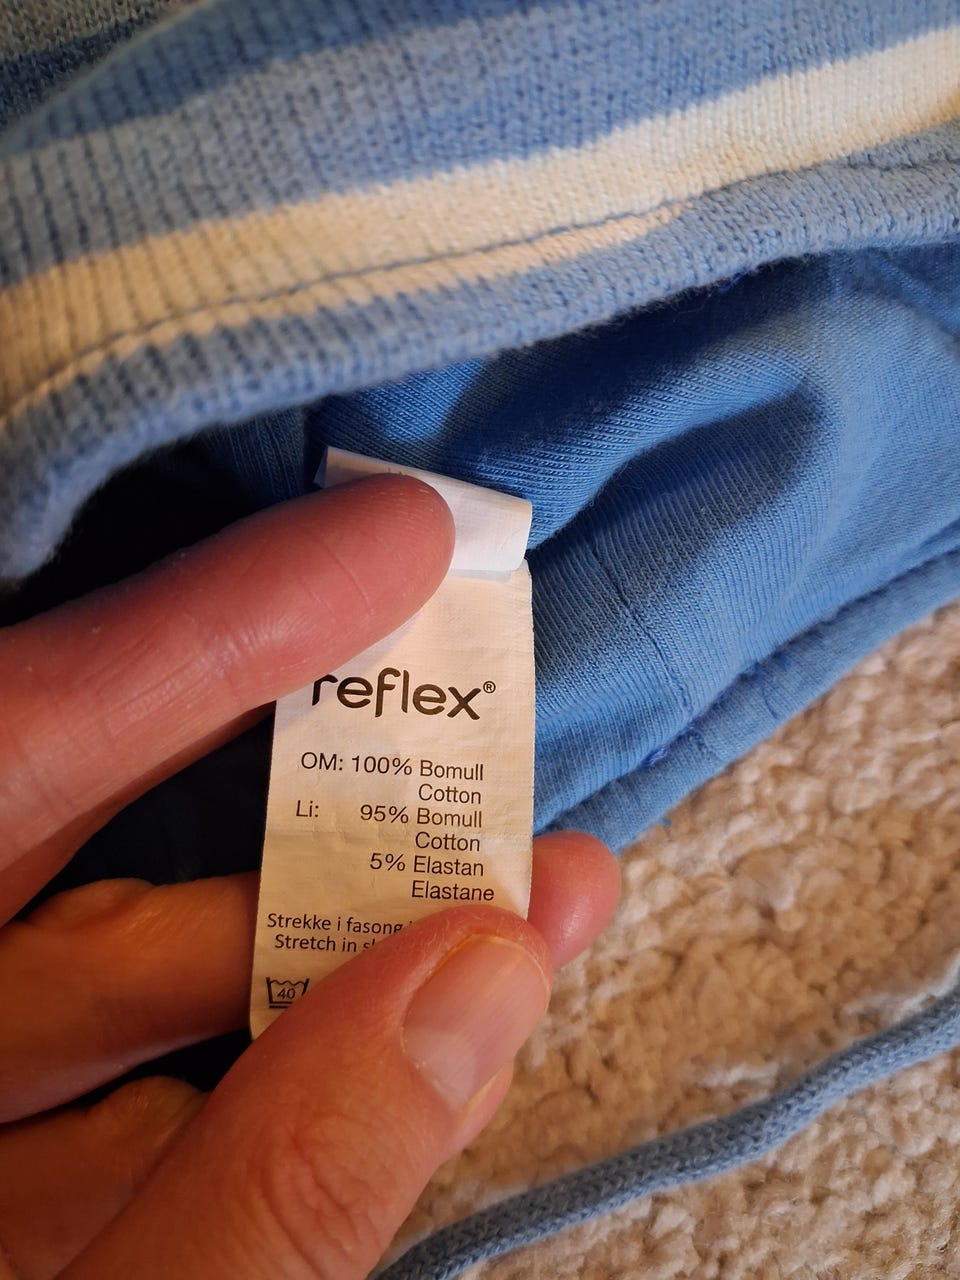 reflex®
OM: 100% Bomull
Cotton
Li: 95% Bomull
Cotton
5% Elastan
Elastane
Strekke i fasong
Stretch in
40